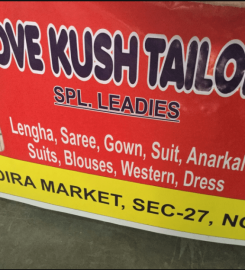 OVE KUSH TAILO
SPL. LEADIES
Lengha, Saree, Gown, Suit, Anarkal
Suits, Blouses, Western, Dress
DIRA MARKET, SEC-27, NO